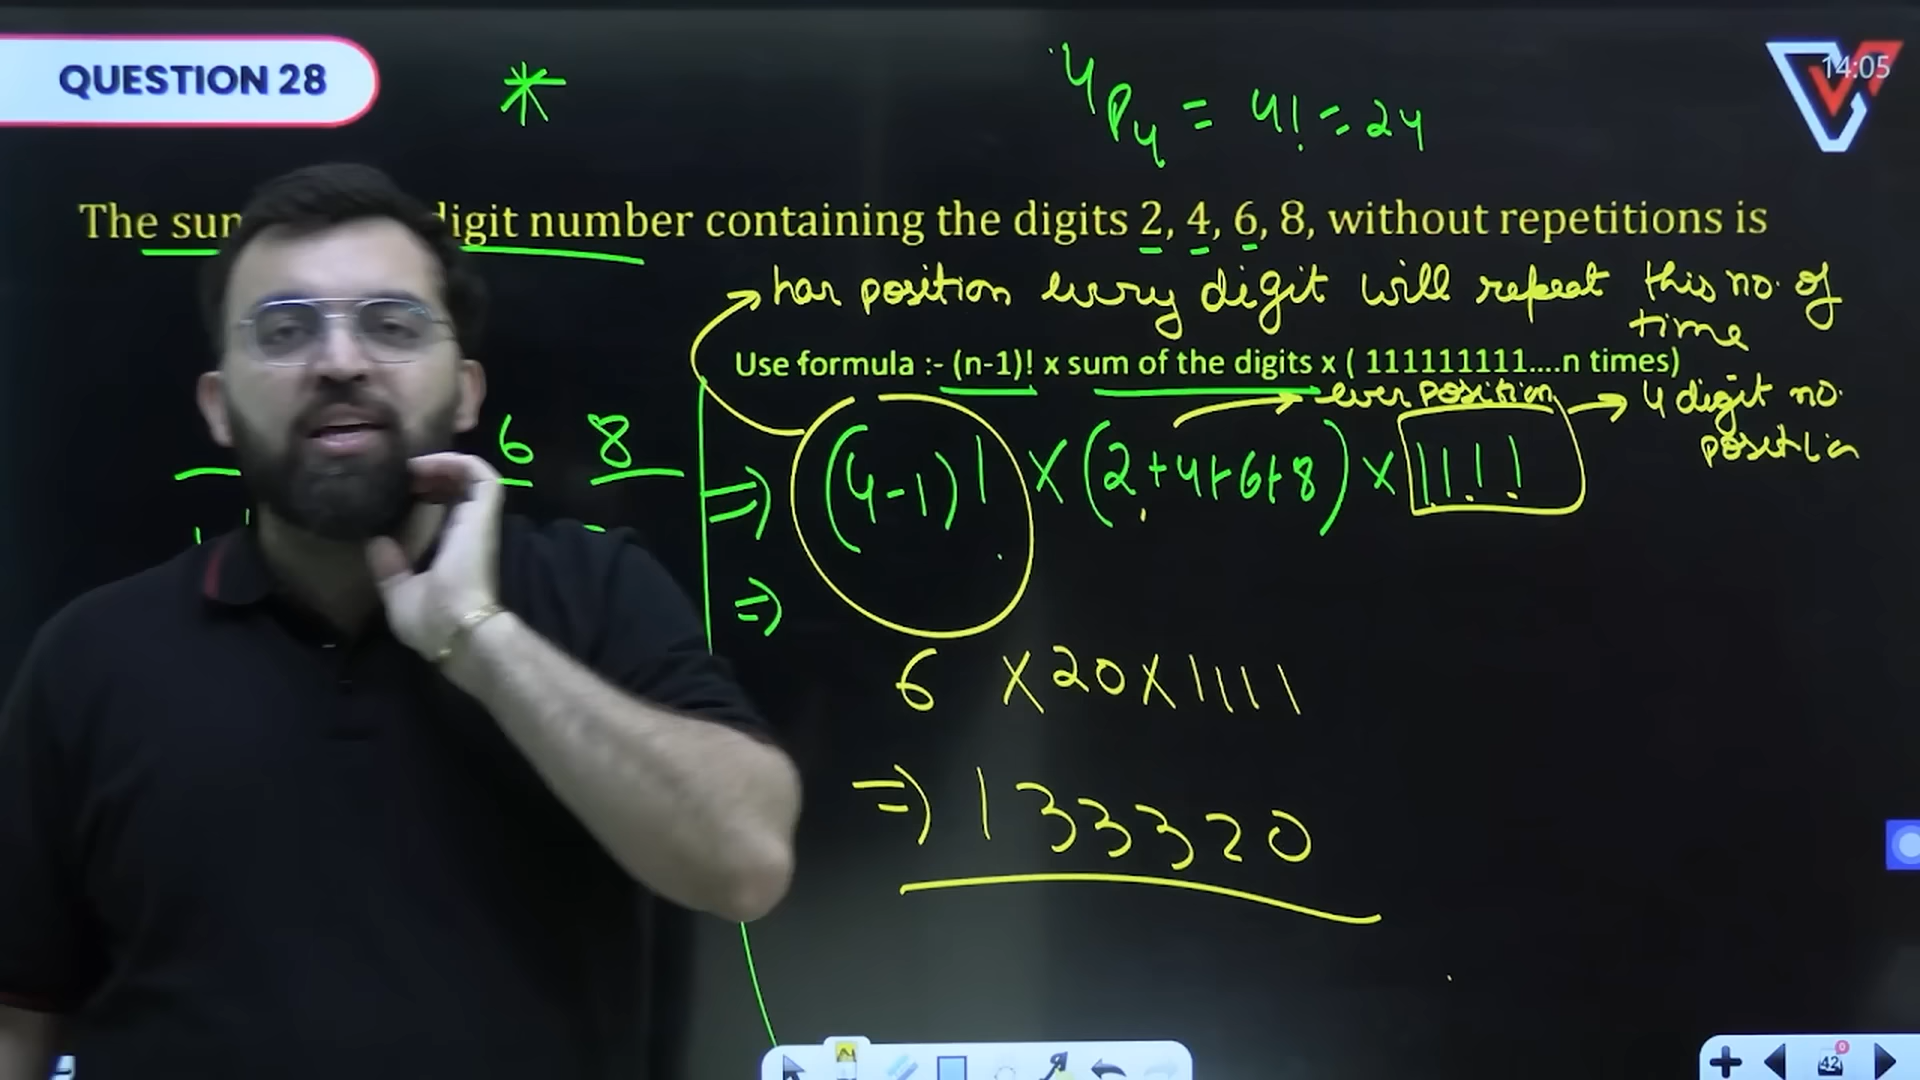 QUESTION 28
*
4P4 = 4! = 24
14:05
The sum digit number containing the digits 2, 4, 6, 8, without repetitions is
har position every digit will repeat this no. of
time
Use formula :- (n-1)! x sum of the digits x ( 111111111....n times)
ever position
4 digit no.
position
6 8
=> (4-1)! X (2+4+6+8) X 1111
=>
6 X 20 X 1111
=> 133320
42
0